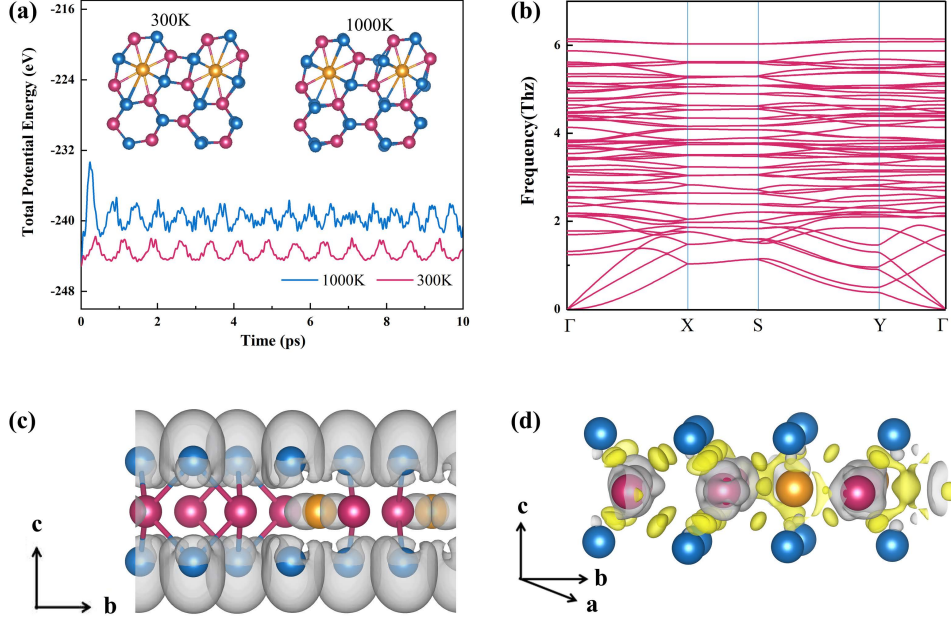 (a)
-216
-224
-232
-240
-248
Total Potential Energy (eV)
300K
1000K
1000K
300K
0
2
4
6
8
10
Time (ps)
(b)
6
4
2
0
Frequency(Thz)
Γ
X
S
Y
Γ
(c)
c
b
(d)
c
b
a